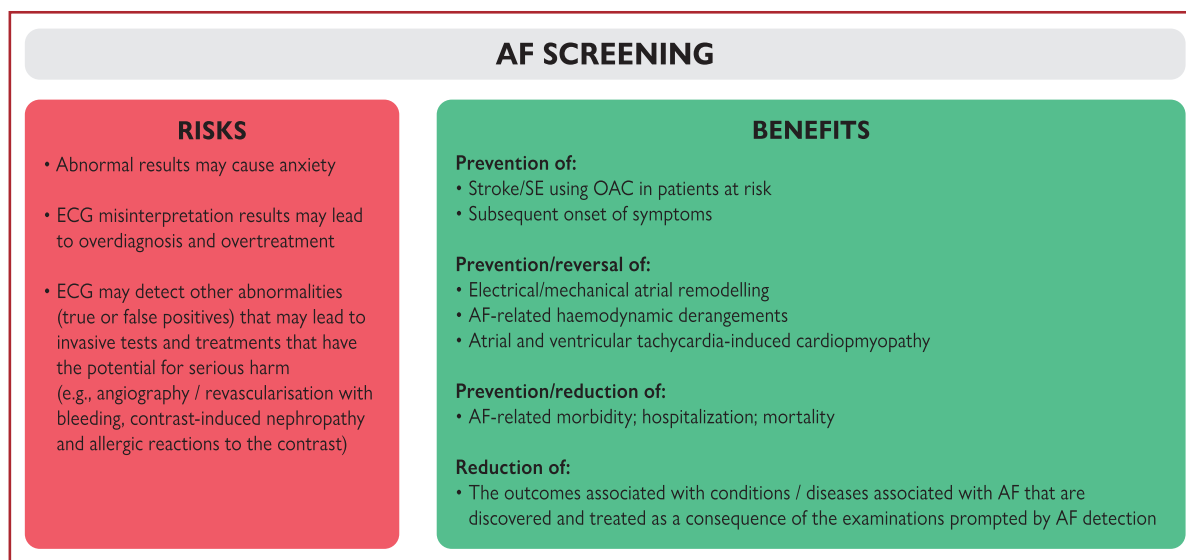 AF SCREENING
RISKS
• Abnormal results may cause anxiety
• ECG misinterpretation results may lead
to overdiagnosis and overtreatment
• ECG may detect other abnormalities
(true or false positives) that may lead to
invasive tests and treatments that have
the potential for serious harm
(e.g., angiography / revascularisation with
bleeding, contrast-induced nephropathy
and allergic reactions to the contrast)
BENEFITS
Prevention of:
• Stroke/SE using OAC in patients at risk
• Subsequent onset of symptoms
Prevention/reversal of:
• Electrical/mechanical atrial remodelling
• AF-related haemodynamic derangements
• Atrial and ventricular tachycardia-induced cardiopmyopathy
Prevention/reduction of:
• AF-related morbidity; hospitalization; mortality
Reduction of:
• The outcomes associated with conditions / diseases associated with AF that are
discovered and treated as a consequence of the examinations prompted by AF detection